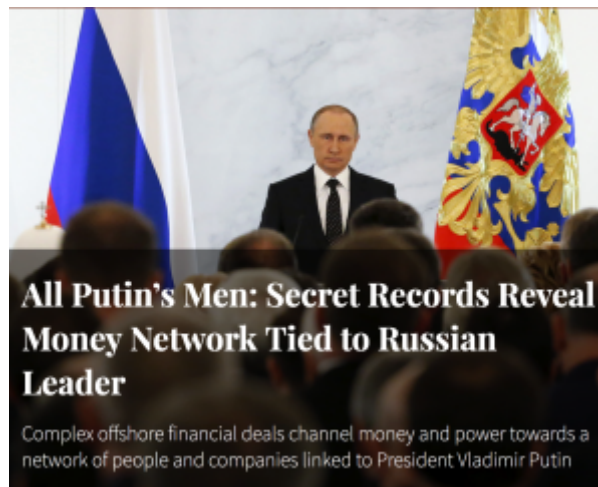 All Putin's Men: Secret Records Reveal
Money Network Tied to Russian
Leader
Complex offshore financial deals channel money and power towards a
network of people and companies linked to President Vladimir Putin